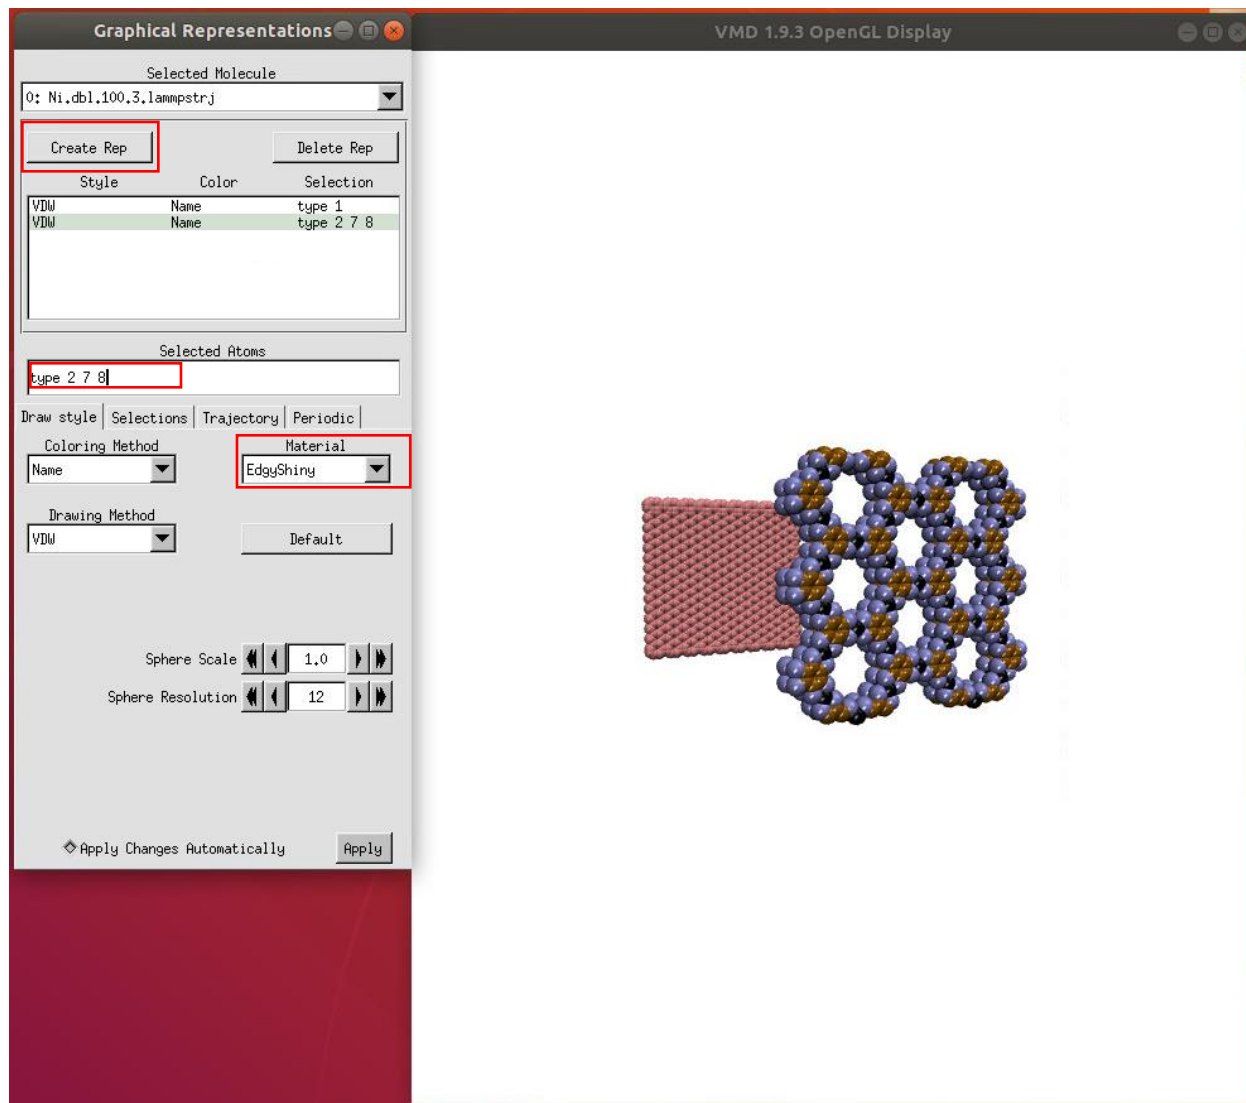 Graphical Representations
VMD 1.9.3 OpenGL Display
Selected Molecule
0: Ni.dbl.100.3.lammpstrj
Create Rep
Delete Rep
Style Color Selection
VDW Name type 1
VDW Name type 2 7 8
Selected Atoms
type 2 7 8
Draw style Selections Trajectory Periodic
Coloring Method
Material
Name
EdgyShiny
Drawing Method
VDW
Default
Sphere Scale 1.0
Sphere Resolution 12
Apply Changes Automatically
Apply